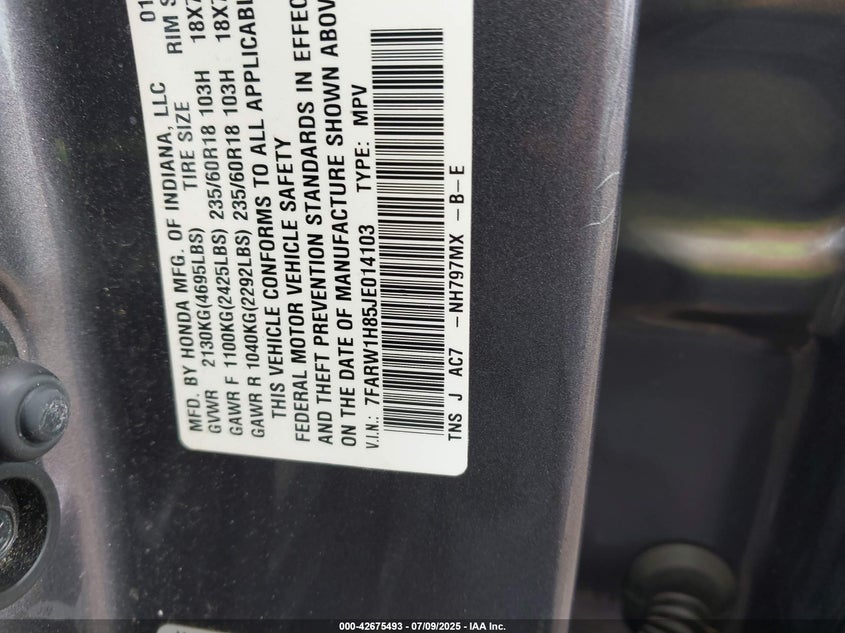 MFD. BY HONDA MFG. OF INDIANA, LLC 01
GVWR 2130KG(4695LBS) TIRE SIZE RIM S
GAWR F 1100KG(2425LBS) 235/60R18 103H 18X7
GAWR R 1040KG(2292LBS) 235/60R18 103H 18X7
THIS VEHICLE CONFORMS TO ALL APPLICABLE
FEDERAL MOTOR VEHICLE SAFETY
AND THEFT PREVENTION STANDARDS IN EFFEC
ON THE DATE OF MANUFACTURE SHOWN ABOV
V.I.N.: 7FARW1H85JE014103 TYPE: MPV
TNS J AC7 -NH797MX -B-E
000-42675493 - 07/09/2025 - IAA Inc.